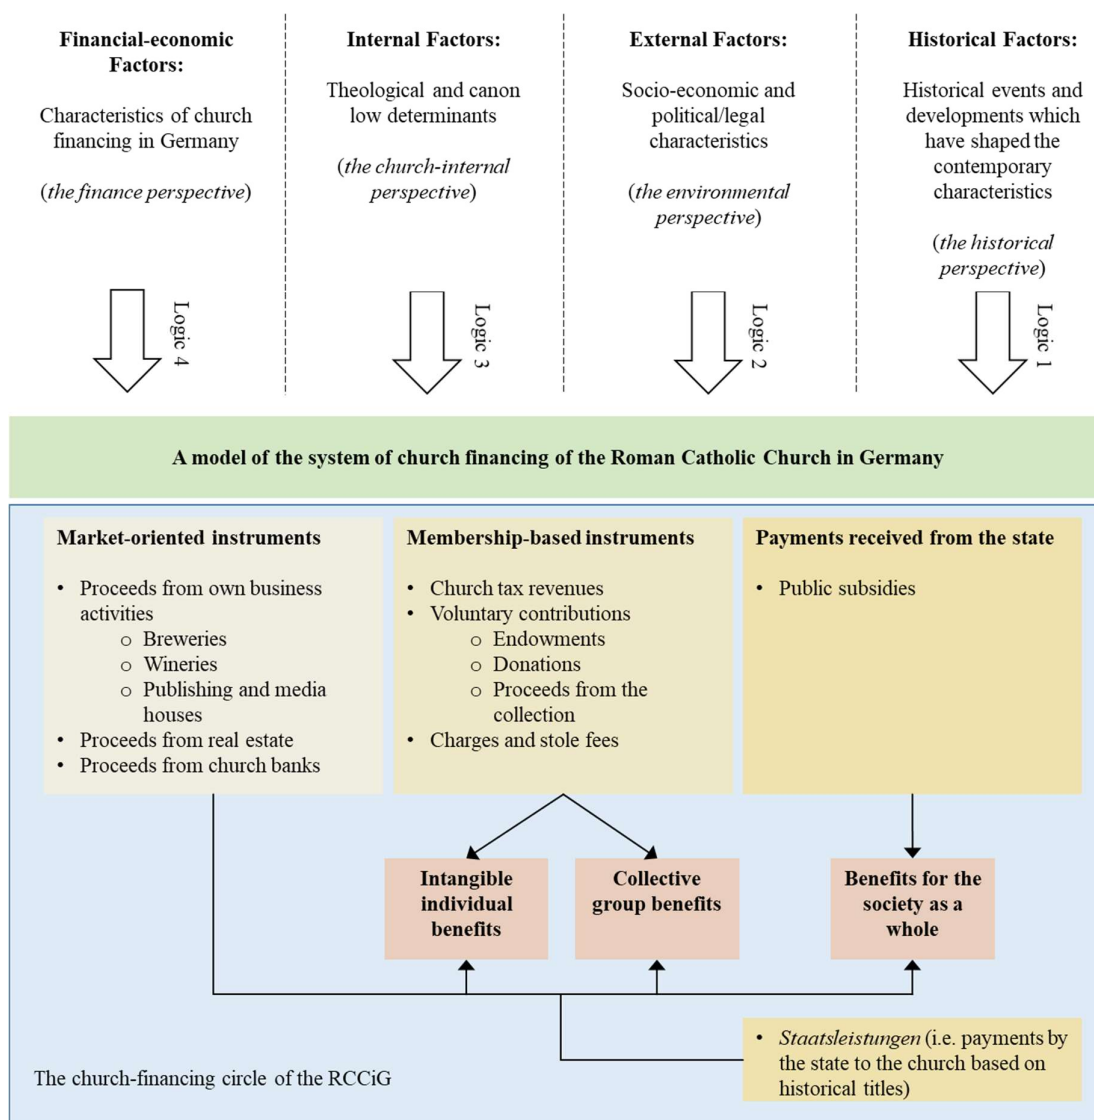 Financial-economic
Factors:
Characteristics of church
financing in Germany
(the finance perspective)
Logic 4
Internal Factors:
Theological and canon
low determinants
(the church-internal
perspective)
Logic 3
External Factors:
Socio-economic and
political/legal
characteristics
(the environmental
perspective)
Logic 2
Historical Factors:
Historical events and
developments which
have shaped the
contemporary
characteristics
(the historical
perspective)
Logic 1
A model of the system of church financing of the Roman Catholic Church in Germany
Market-oriented instruments
• Proceeds from own business
activities
o Breweries
o Wineries
o Publishing and media
houses
• Proceeds from real estate
• Proceeds from church banks
Membership-based instruments
• Church tax revenues
• Voluntary contributions
o Endowments
o Donations
o Proceeds from the
collection
• Charges and stole fees
Payments received from the state
• Public subsidies
Intangible
individual
benefits
Collective
group benefits
Benefits for the
society as a
whole
• Staatsleistungen (i.e. payments by
the state to the church based on
historical titles)
The church-financing circle of the RCCiG